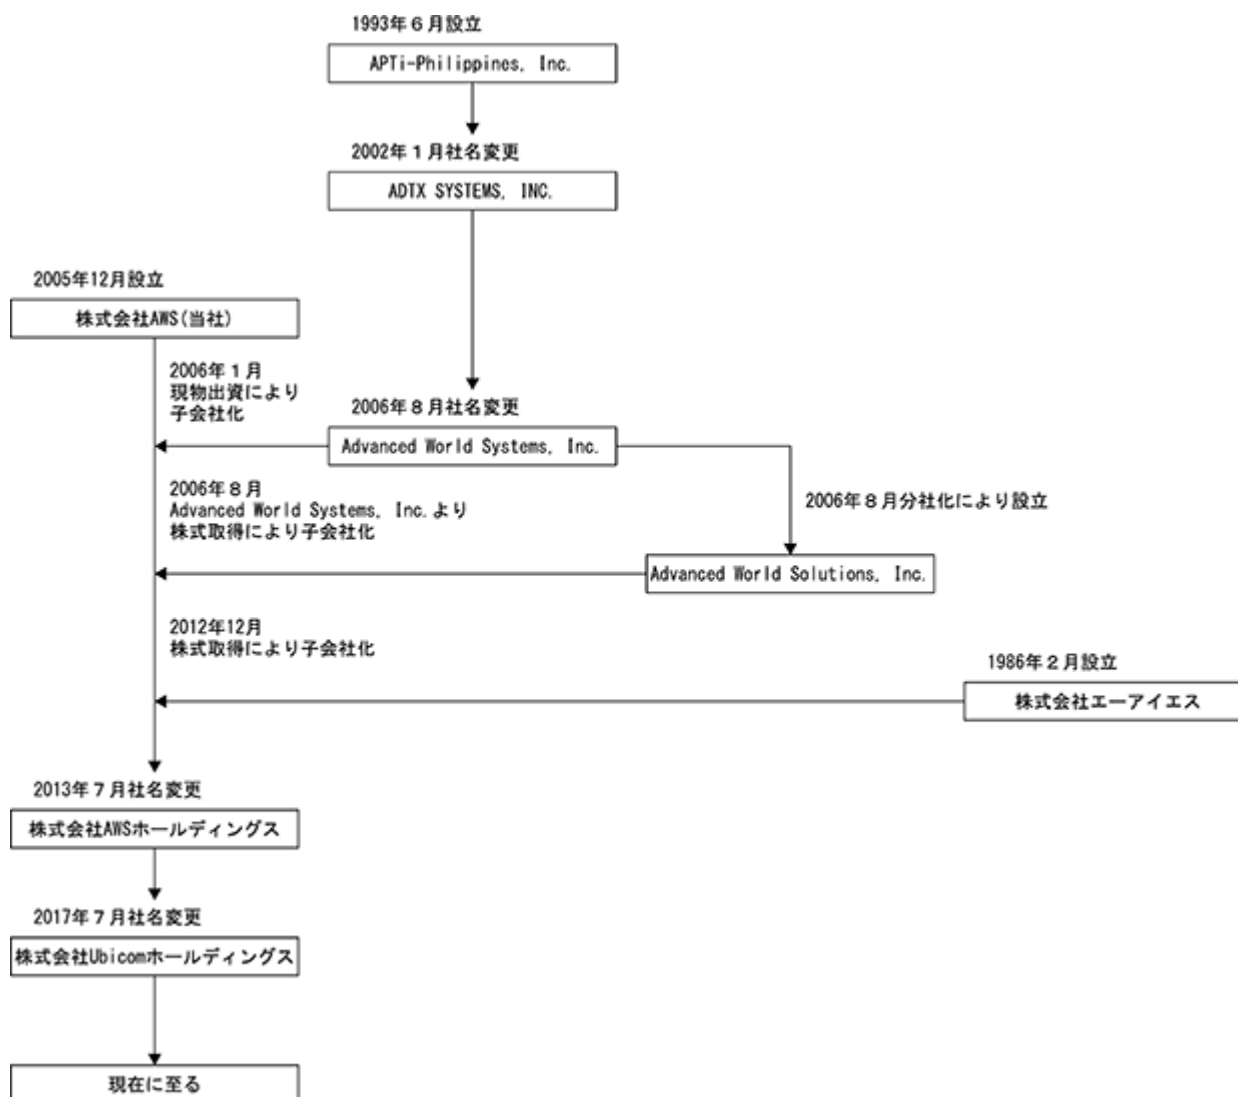 1993年６月設立
APTi-Philippines, Inc.
2002年１月社名変更
ADTX SYSTEMS, INC.
2005年12月設立
株式会社AWS(当社)
2006年１月
現物出資により
子会社化
2006年８月社名変更
Advanced World Systems, Inc.
2006年８月
Advanced World Systems, Inc.より
株式取得により子会社化
2006年８月分社化により設立
Advanced World Solutions, Inc.
2012年12月
株式取得により子会社化
1986年２月設立
株式会社エーアイエス
2013年７月社名変更
株式会社AWSホールディングス
2017年７月社名変更
株式会社Ubicomホールディングス
現在に至る